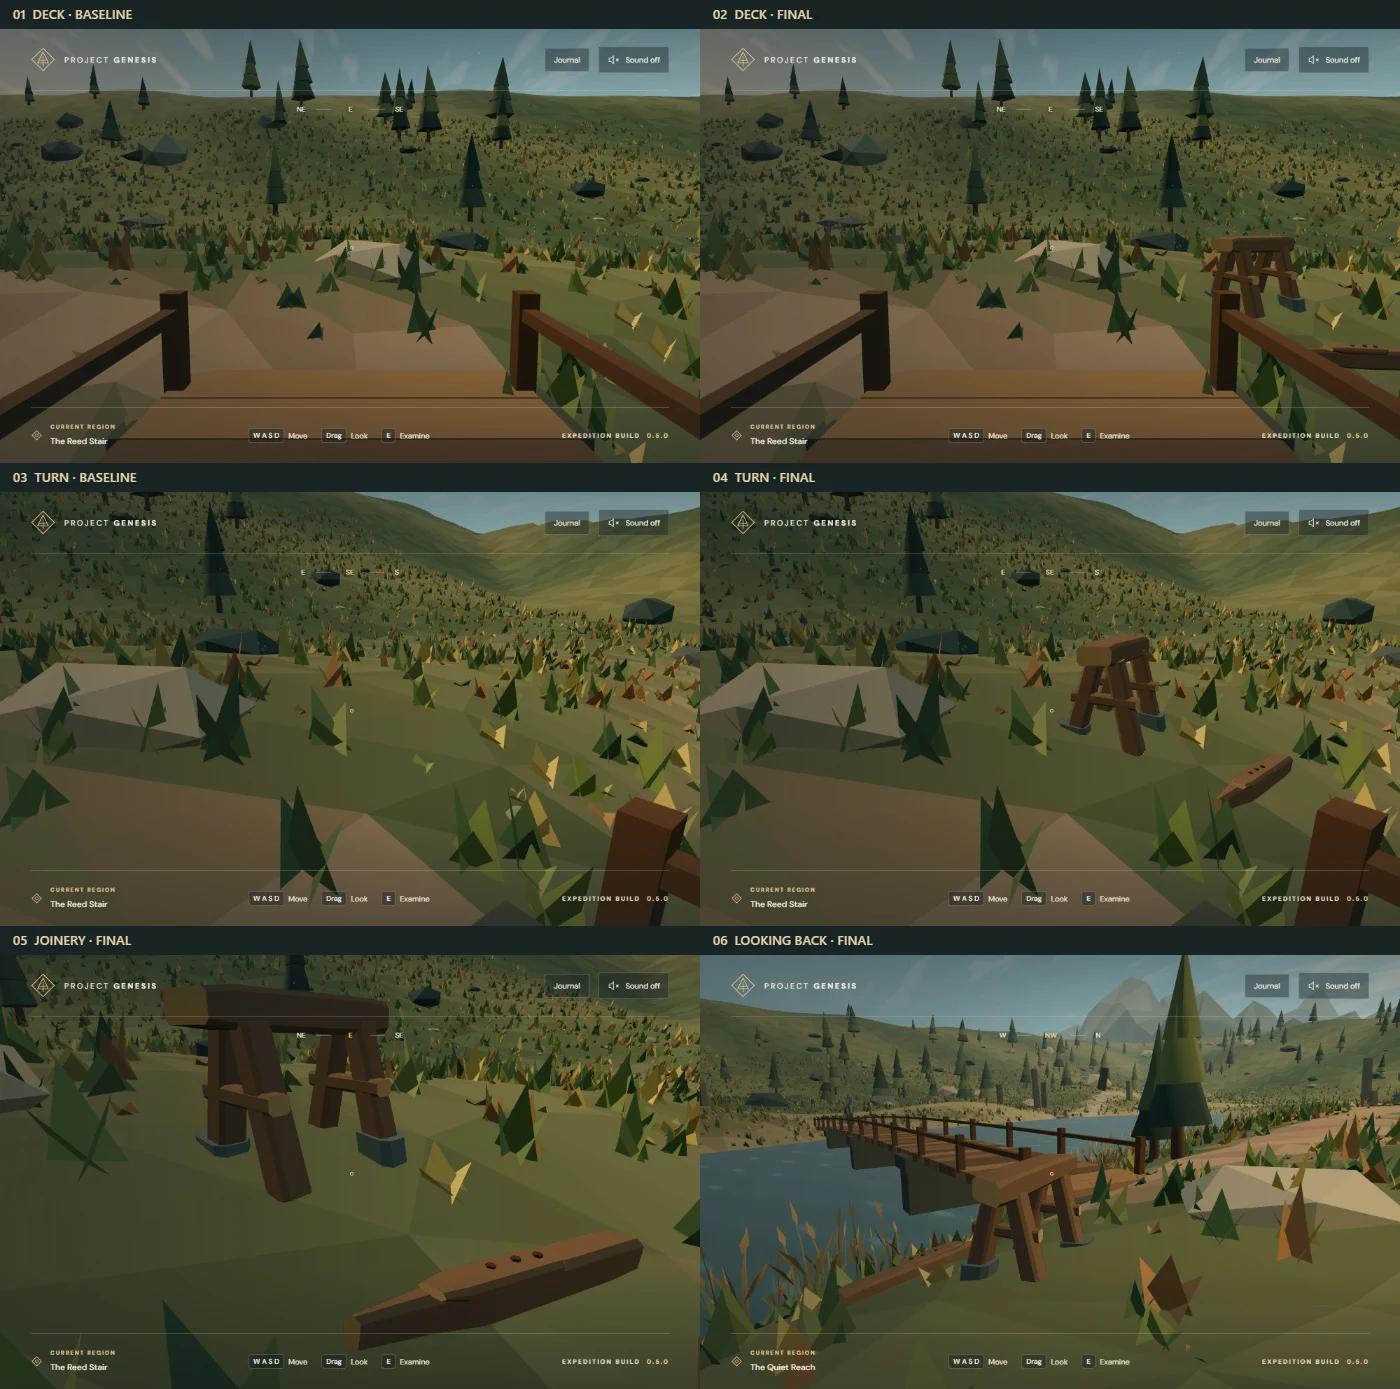 01 DECK · BASELINE
PROJECT GENESIS
Journal
Sound off
NE E SE
CURRENT REGION
The Reed Stair
WASD Move Drag Look E Examine
EXPEDITION BUILD 0.6.0
02 DECK · FINAL
PROJECT GENESIS
Journal
Sound off
NE E SE
CURRENT REGION
The Reed Stair
WASD Move Drag Look E Examine
EXPEDITION BUILD 0.6.0
03 TURN · BASELINE
PROJECT GENESIS
Journal
Sound off
E SE S
CURRENT REGION
The Reed Stair
WASD Move Drag Look E Examine
EXPEDITION BUILD 0.6.0
04 TURN · FINAL
PROJECT GENESIS
Journal
Sound off
E SE S
CURRENT REGION
The Reed Stair
WASD Move Drag Look E Examine
EXPEDITION BUILD 0.6.0
05 JOINERY · FINAL
PROJECT GENESIS
Journal
Sound off
NE E SE
CURRENT REGION
The Reed Stair
WASD Move Drag Look E Examine
EXPEDITION BUILD 0.6.0
06 LOOKING BACK · FINAL
PROJECT GENESIS
Journal
Sound off
W NW N
CURRENT REGION
The Quiet Reach
WASD Move Drag Look E Examine
EXPEDITION BUILD 0.6.0